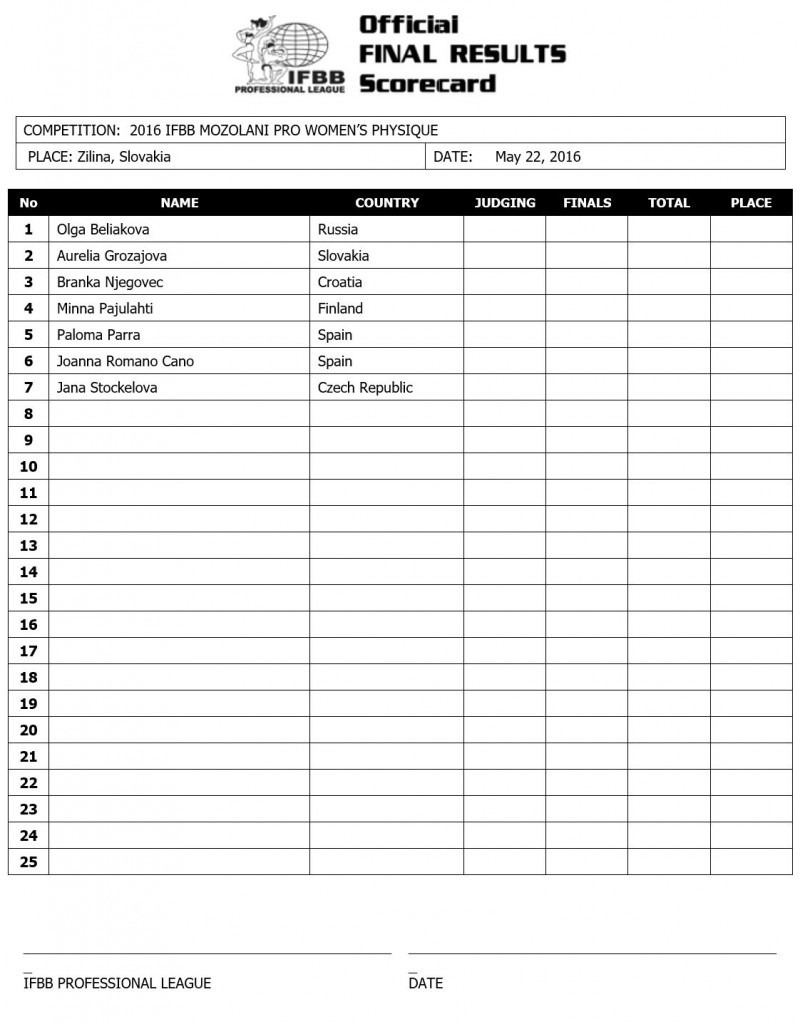 Official
FINAL RESULTS
Scorecard
IFBB
PROFESSIONAL LEAGUE
COMPETITION: 2016 IFBB MOZOLANI PRO WOMEN'S PHYSIQUE
PLACE: Zilina, Slovakia DATE: May 22, 2016
No NAME COUNTRY JUDGING FINALS TOTAL PLACE
1 Olga Beliakova Russia
2 Aurelia Grozajova Slovakia
3 Branka Njegovec Croatia
4 Minna Pajulahti Finland
5 Paloma Parra Spain
6 Joanna Romano Cano Spain
7 Jana Stockelova Czech Republic
8
9
10
11
12
13
14
15
16
17
18
19
20
21
22
23
24
25
IFBB PROFESSIONAL LEAGUE DATE